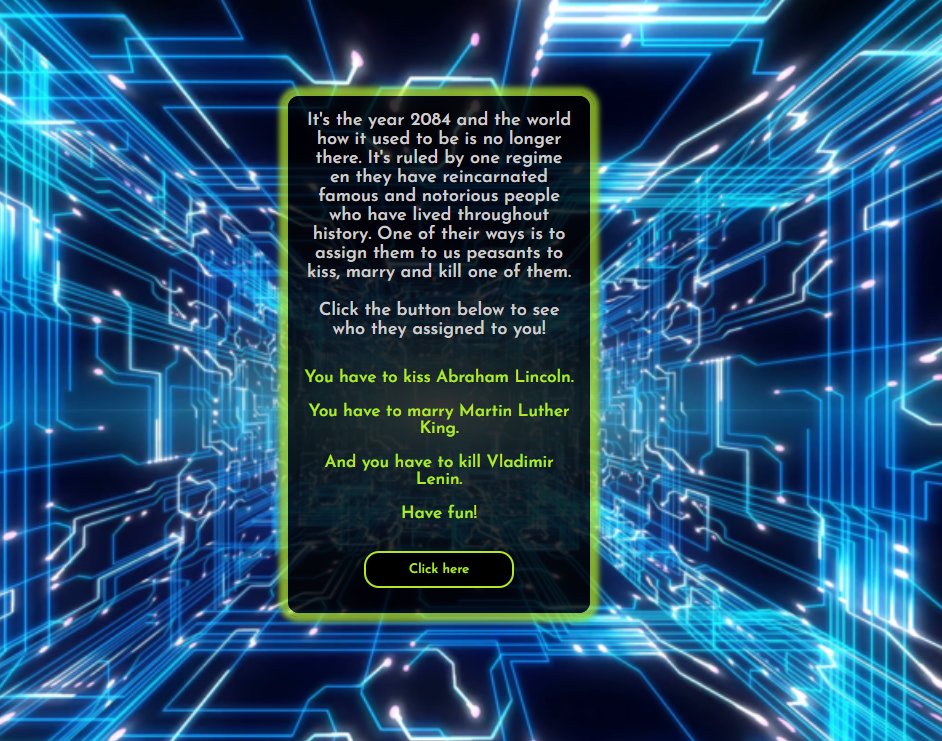 It's the year 2084 and the world
how it used to be is no longer
there. It's ruled by one regime
en they have reincarnated
famous and notorious people
who have lived throughout
history. One of their ways is to
assign them to us peasants to
kiss, marry and kill one of them.
Click the button below to see
who they assigned to you!
You have to kiss Abraham Lincoln.
You have to marry Martin Luther
King.
And you have to kill Vladimir
Lenin.
Have fun!
Click here